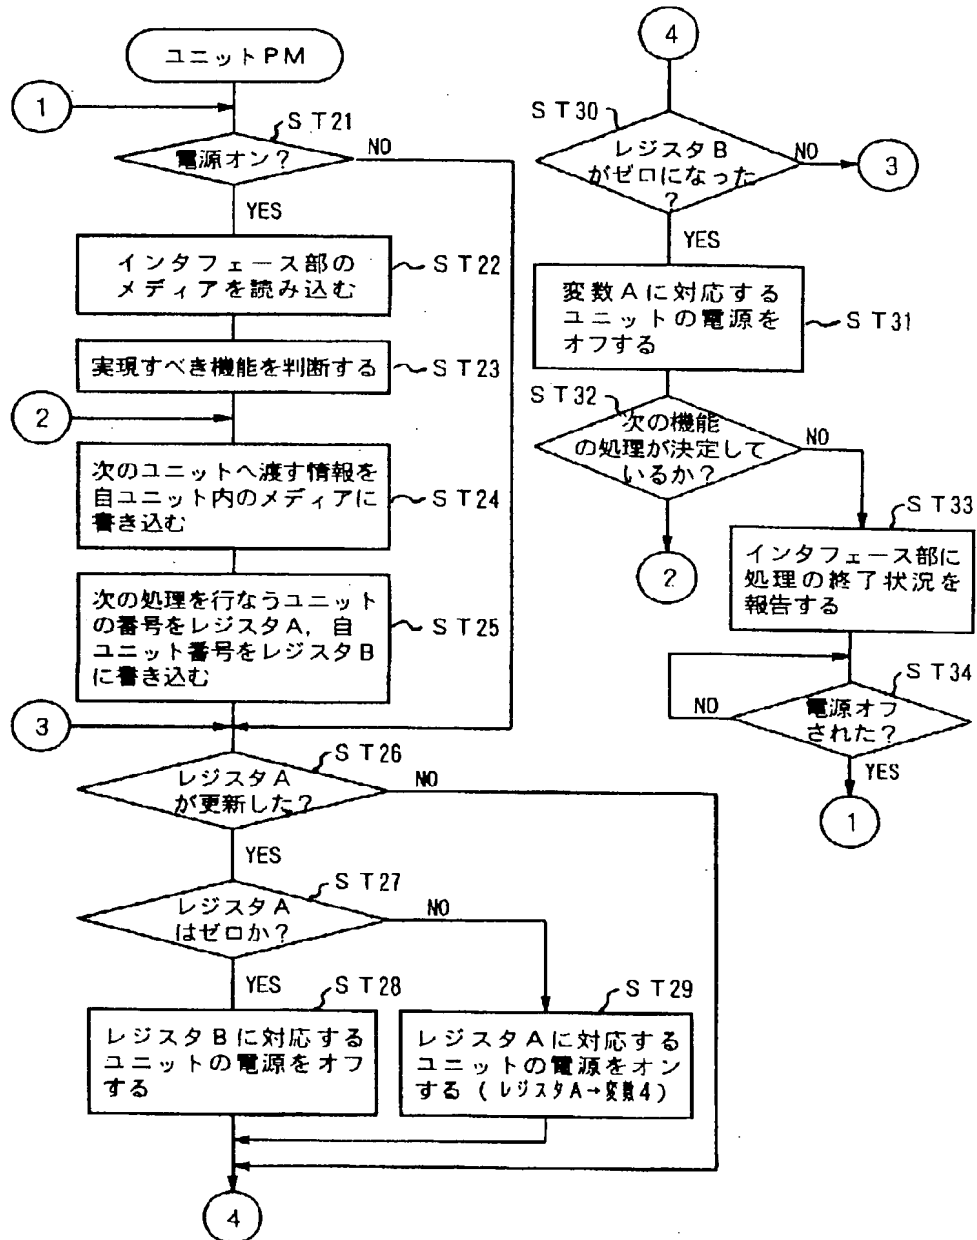 ユニットPM
1
ST21
電源オン？
NO
YES
インタフェース部の
メディアを読み込む
ST22
実現すべき機能を判断する
ST23
2
次のユニットへ渡す情報を
自ユニット内のメディアに
書き込む
ST24
次の処理を行なうユニット
の番号をレジスタA，自
ユニット番号をレジスタB
に書き込む
ST25
3
ST26
レジスタA
が更新した？
NO
YES
ST27
レジスタA
はゼロか？
NO
YES
ST28
レジスタBに対応する
ユニットの電源をオフ
する
ST29
レジスタAに対応する
ユニットの電源をオン
する（レジスタA→変数4）
4
4
ST30
レジスタB
がゼロになった
？
NO
3
YES
変数Aに対応する
ユニットの電源を
オフする
ST31
ST32
次の機能
の処理が決定して
いるか？
NO
2
ST33
インタフェース部に
処理の終了状況を
報告する
ST34
電源オフ
された？
NO
YES
1